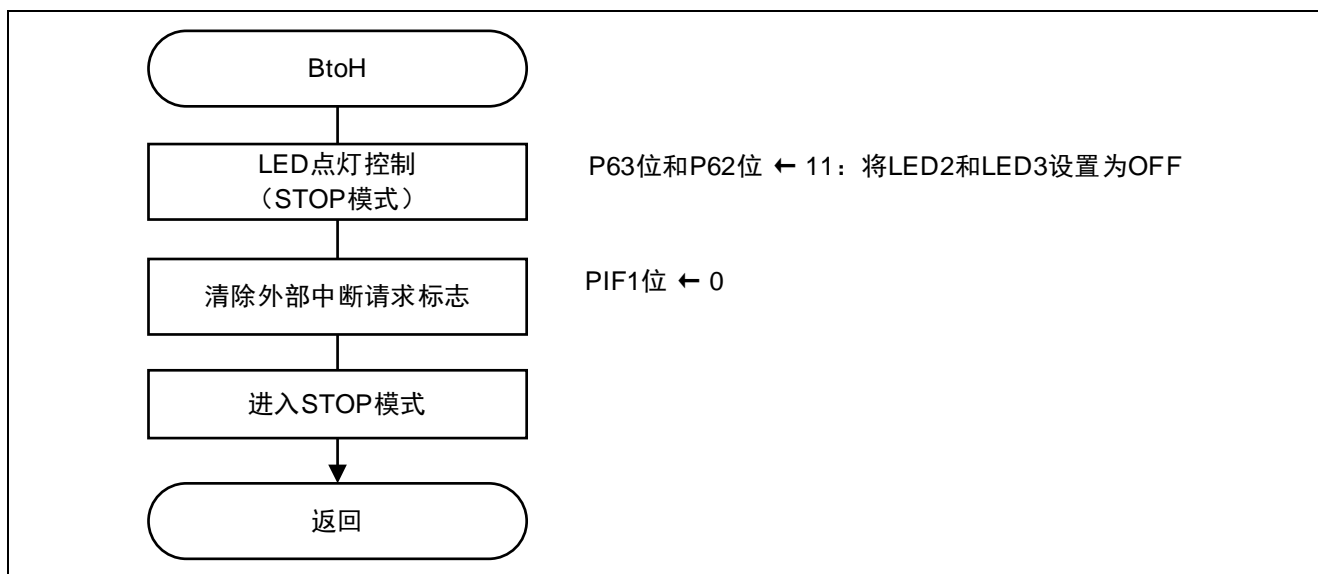 BtoH
LED点灯控制
（STOP模式）
P63位和P62位 ← 11：将LED2和LED3设置为OFF
清除外部中断请求标志
PIF1位 ← 0
进入STOP模式
返回